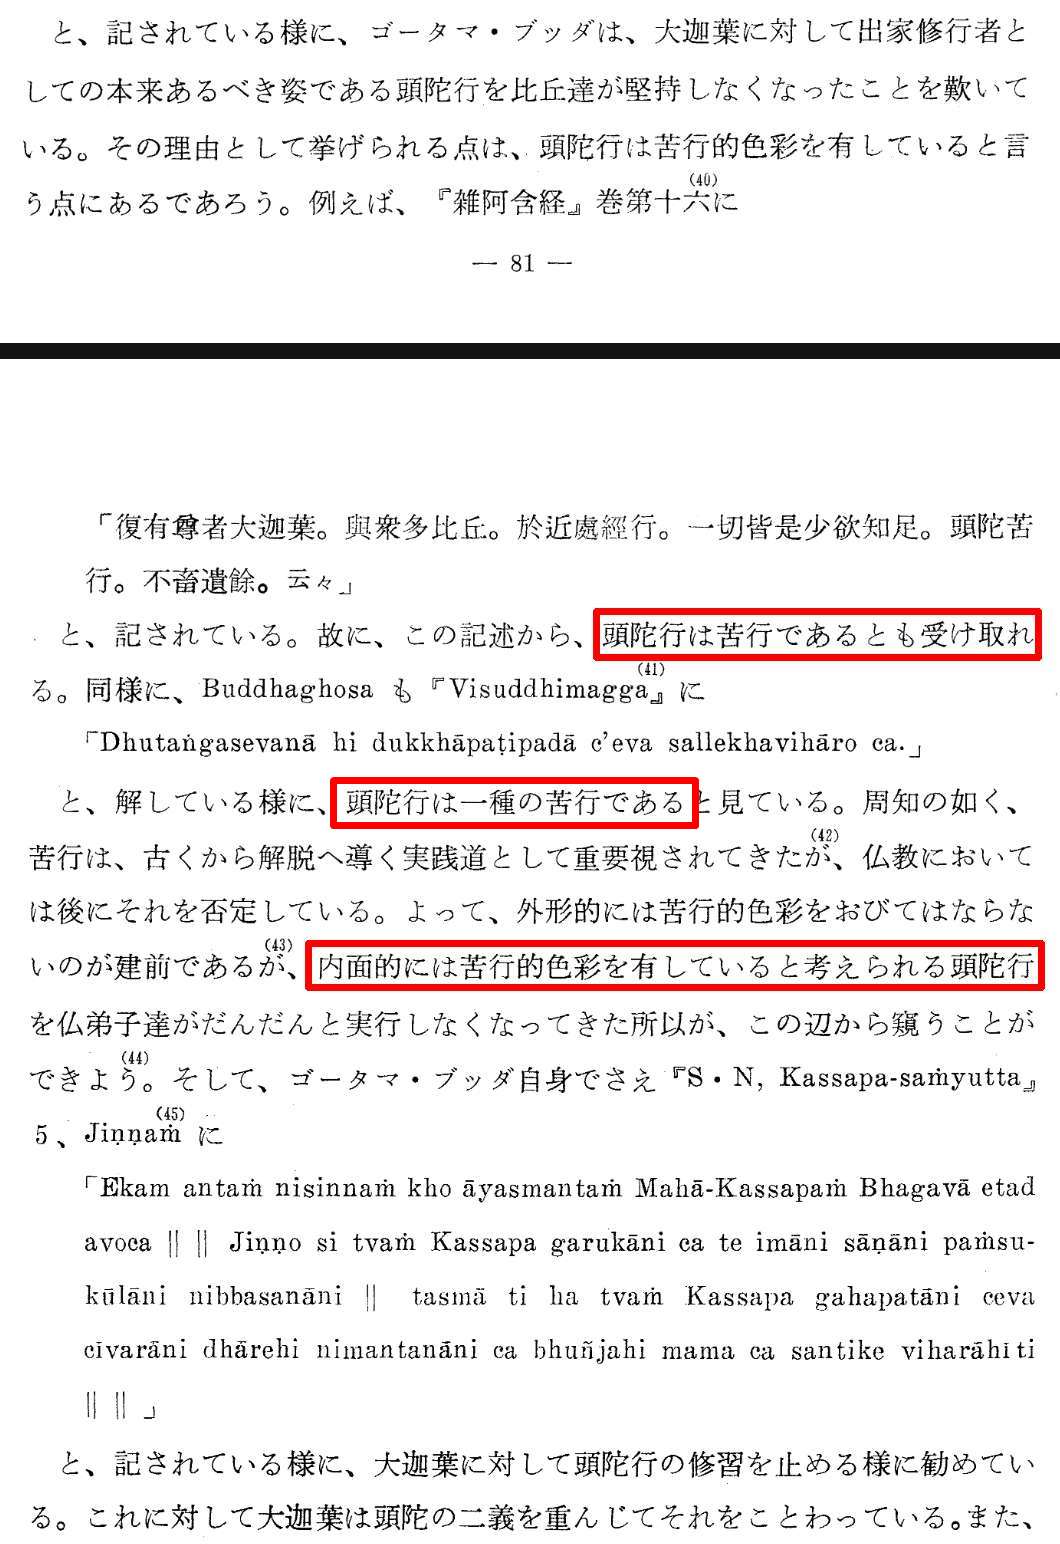 と、記されている様に、ゴータマ・ブッダは、大迦葉に対して出家修行者と
しての本来あるべき姿である頭陀行を比丘達が堅持しなくなったことを歎いて
いる。その理由として挙げられる点は、頭陀行は苦行的色彩を有していると言
う点にあるであろう。例えば、『雑阿含経』巻第十六に(40)
— 81 —
「復有尊者大迦葉。與衆多比丘。於近處經行。一切皆是少欲知足。頭陀苦
行。不畜遺餘。云々」
と、記されている。故に、この記述から、頭陀行は苦行であるとも受け取れ
る。同様に、Buddhaghosa も『Visuddhimagga』(41)に
「Dhutaṅgasevanā hi dukkhāpaṭipadā c'eva sallekhavihāro ca.」
と、解している様に、頭陀行は一種の苦行であると見ている。周知の如く、
苦行は、古くから解脱へ導く実践道として重要視されてきたが(42)、仏教において
は後にそれを否定している。よって、外形的には苦行的色彩をおびてはならな
いのが建前であるが(43)、内面的には苦行的色彩を有していると考えられる頭陀行
を仏弟子達がだんだんと実行しなくなってきた所以が、この辺から窺うことが
できよう(44)。そして、ゴータマ・ブッダ自身でさえ『S・N, Kassapa-saṁyutta』
5、Jiṇṇaṁ(45) に
「Ekam antaṁ nisinnaṁ kho āyasmantaṁ Mahā-Kassapaṁ Bhagavā etad
avoca || || Jiṇṇo si tvaṁ Kassapa garukāni ca te imāni sāṇāni paṁsu-
kūlāni nibbasanāni || tasmā ti ha tvaṁ Kassapa gahapatāni ceva
cīvarāni dhārehi nimantanāni ca bhuñjahi mama ca santike viharāhīti
|| || 」
と、記されている様に、大迦葉に対して頭陀行の修習を止める様に勧めてい
る。これに対して大迦葉は頭陀の二義を重んじてそれをことわっている。また、